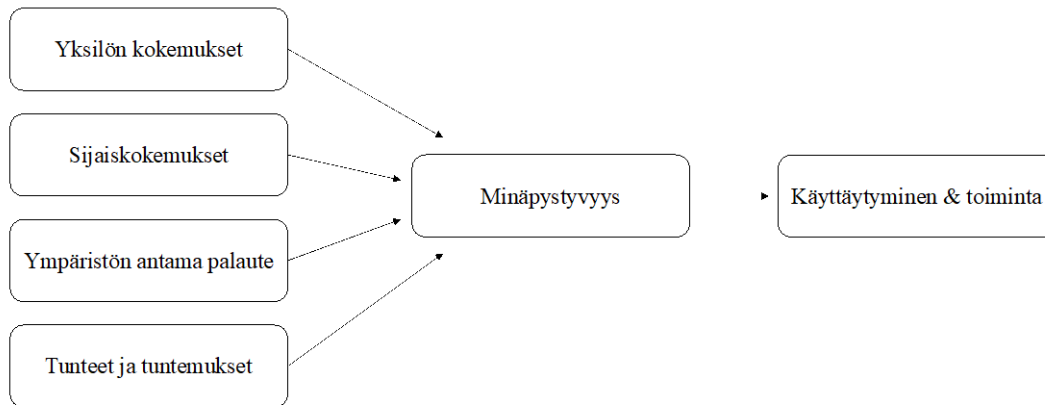 Yksilön kokemukset
Sijaiskokemukset
Ympäristön antama palaute
Tunteet ja tuntemukset
Minäpystyvyys
Käyttäytyminen & toiminta